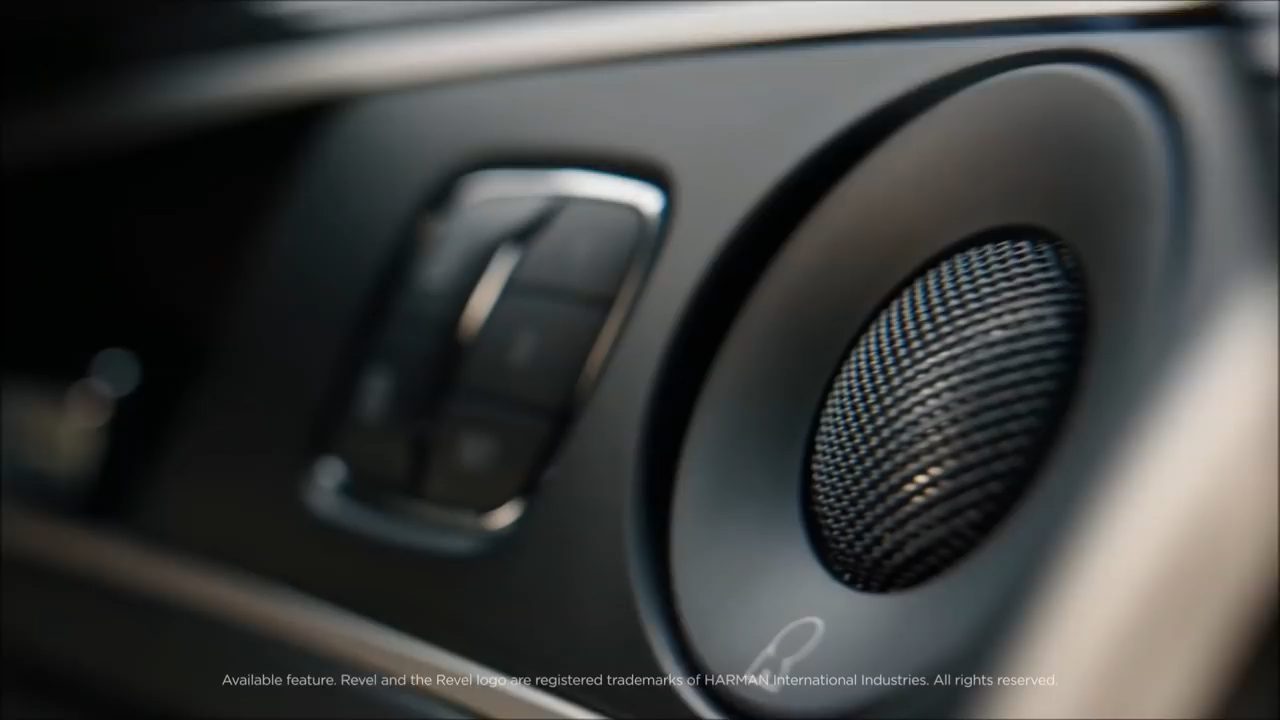 Available feature. Revel and the Revel logo are registered trademarks of HARMAN International Industries. All rights reserved.